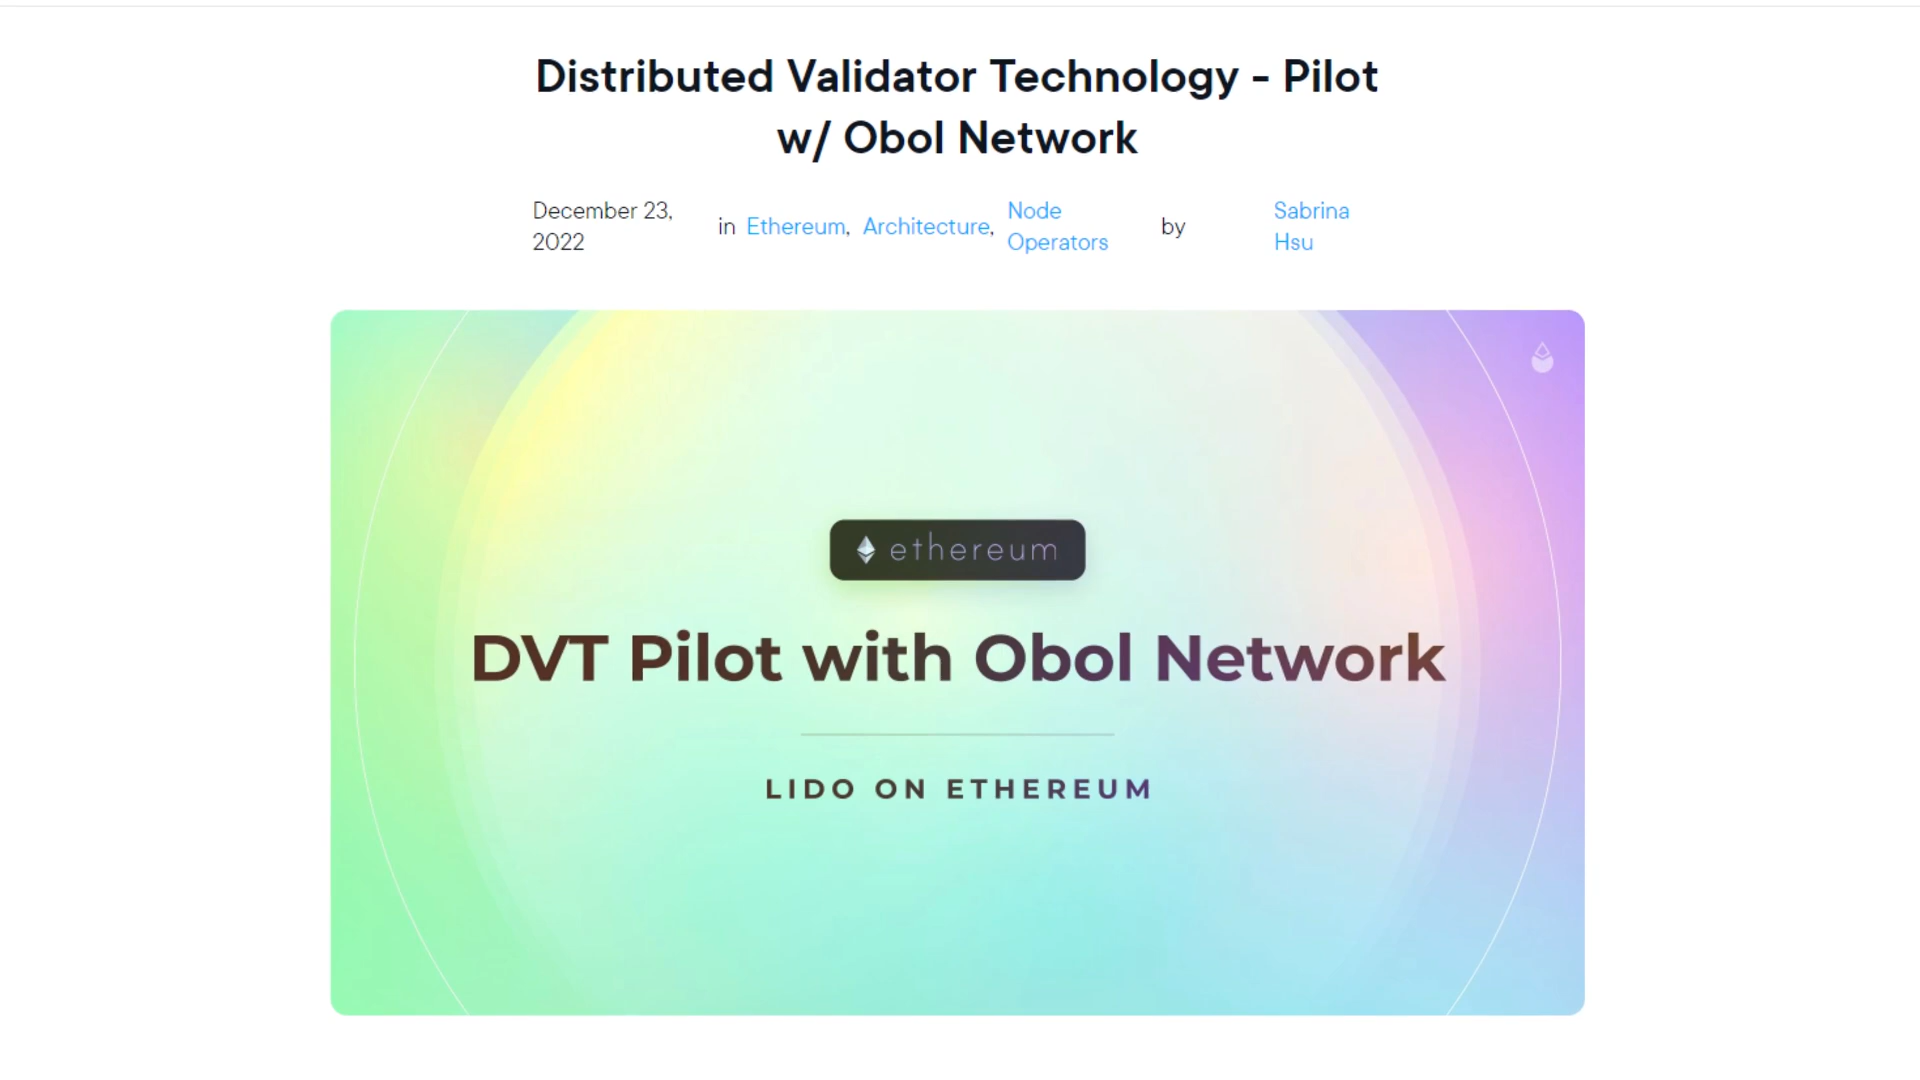 Distributed Validator Technology - Pilot
w/ Obol Network
December 23,
2022
in Ethereum, Architecture,
Node
Operators
by
Sabrina
Hsu
ethereum
DVT Pilot with Obol Network
LIDO ON ETHEREUM